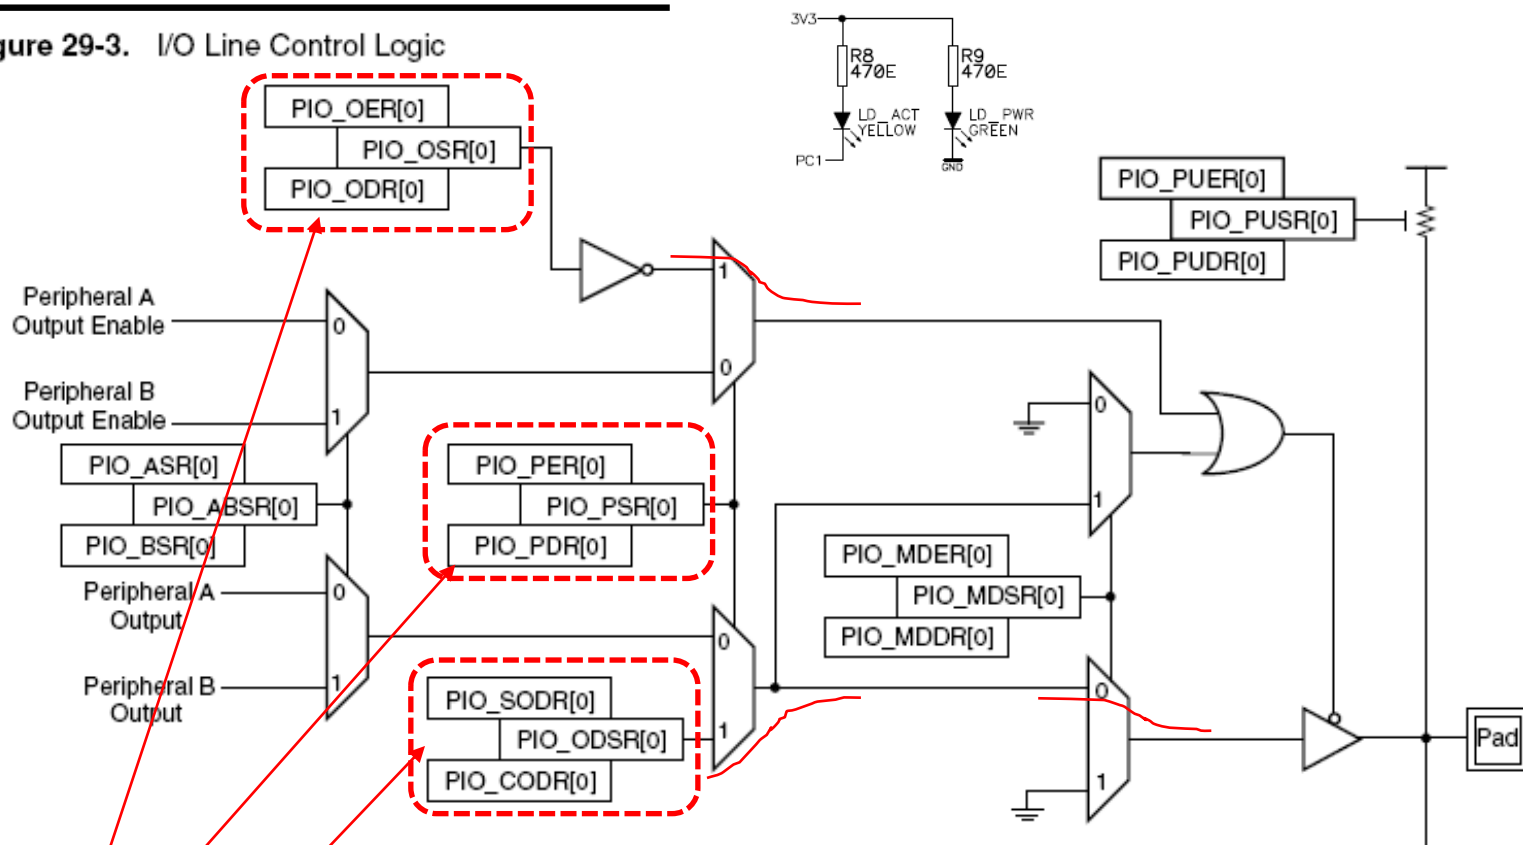 gure 29-3. I/O Line Control Logic
3V3
R8
470E
R9
470E
LD_ACT
YELLOW
LD_PWR
GREEN
PC1
GND
PIO_OER[0]
PIO_OSR[0]
PIO_ODR[0]
PIO_PUER[0]
PIO_PUSR[0]
PIO_PUDR[0]
1
0
Peripheral A
Output Enable
0
Peripheral B
Output Enable
1
PIO_ASR[0]
PIO_ABSR[0]
PIO_BSR[0]
PIO_PER[0]
PIO_PSR[0]
PIO_PDR[0]
0
1
PIO_MDER[0]
PIO_MDSR[0]
PIO_MDDR[0]
Peripheral A
Output
0
Peripheral B
Output
1
0
1
PIO_SODR[0]
PIO_ODSR[0]
PIO_CODR[0]
0
1
Pad